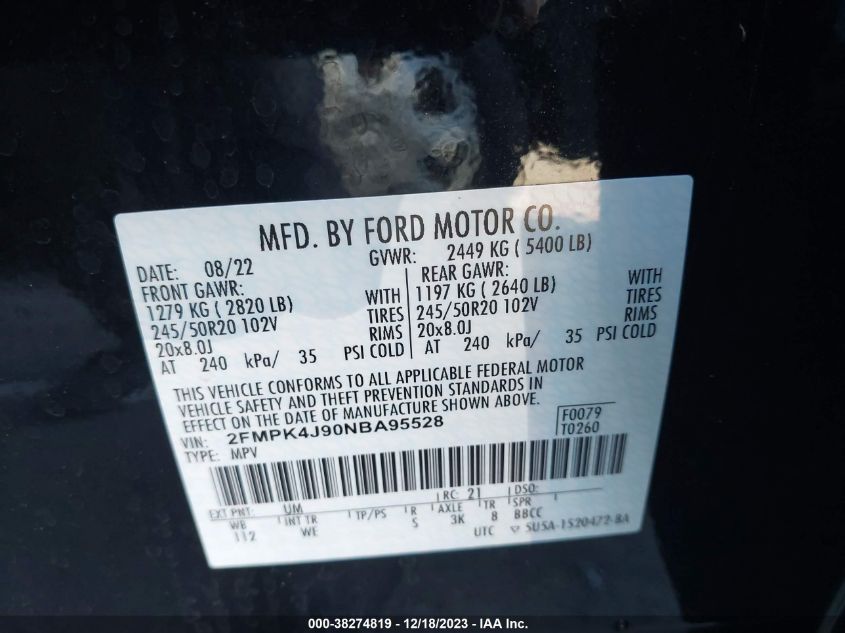 MFD. BY FORD MOTOR CO.
DATE: 08/22 GVWR: 2449 KG ( 5400 LB)
FRONT GAWR: REAR GAWR:
1279 KG ( 2820 LB) WITH 1197 KG ( 2640 LB) WITH
245/50R20 102V TIRES 245/50R20 102V TIRES
20x8.0J RIMS 20x8.0J RIMS
AT 240 kPa/ 35 PSI COLD AT 240 kPa/ 35 PSI COLD
THIS VEHICLE CONFORMS TO ALL APPLICABLE FEDERAL MOTOR
VEHICLE SAFETY AND THEFT PREVENTION STANDARDS IN
EFFECT ON THE DATE OF MANUFACTURE SHOWN ABOVE.
VIN: 2FMPK4J90NBA95528 F0079
TYPE: MPV T0260
EXT PNT: UM RC: 21 DSO:
WB INT TR TP/PS R AXLE TR SPR
112 WE S 3K 8 BBCC
UTC 5U5A-1520472-BA
000-38274819 – 12/18/2023 – IAA Inc.